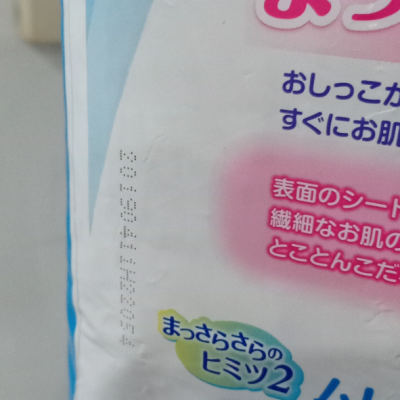 おしっこが
すぐにお肌
表面のシート
繊細なお肌の
とことんこだ
まっさらさらの
ヒミツ2